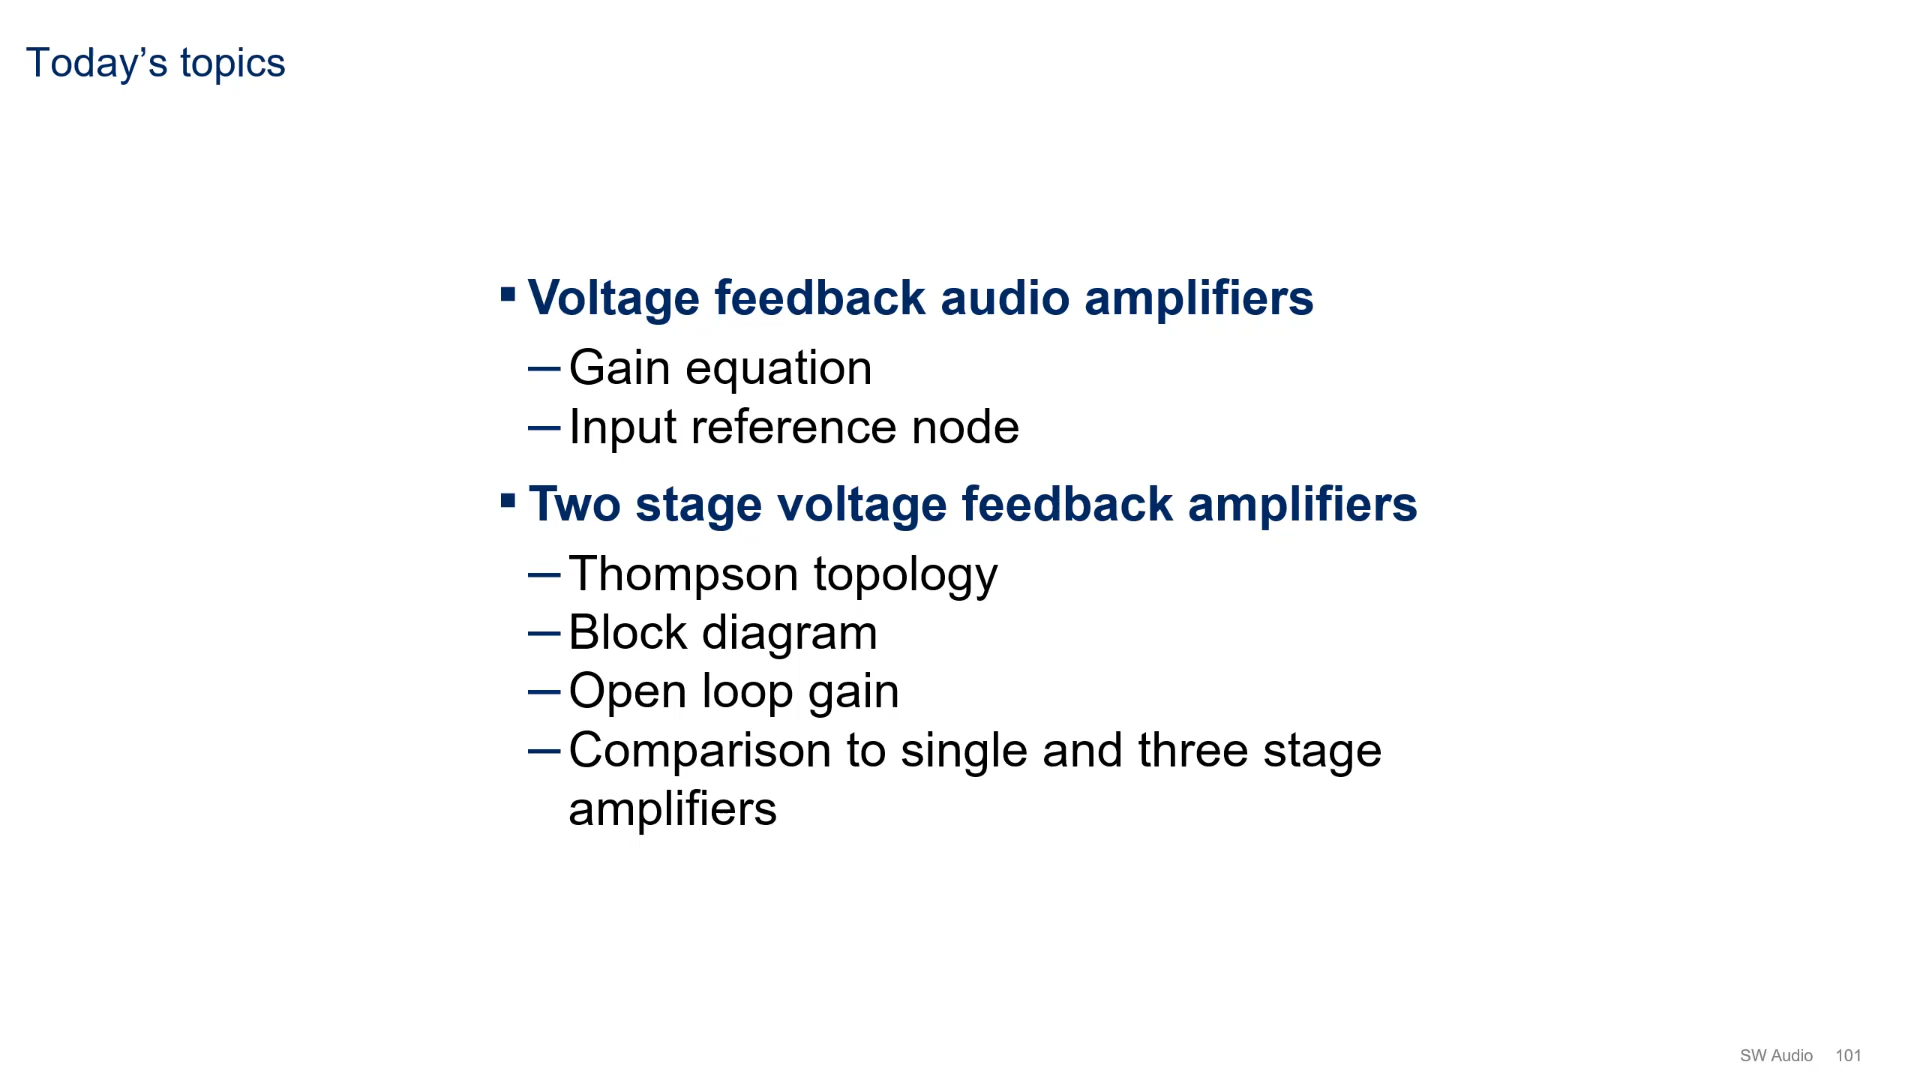 Today’s topics
▪ Voltage feedback audio amplifiers
– Gain equation
– Input reference node
▪ Two stage voltage feedback amplifiers
– Thompson topology
– Block diagram
– Open loop gain
– Comparison to single and three stage
amplifiers
SW Audio 101